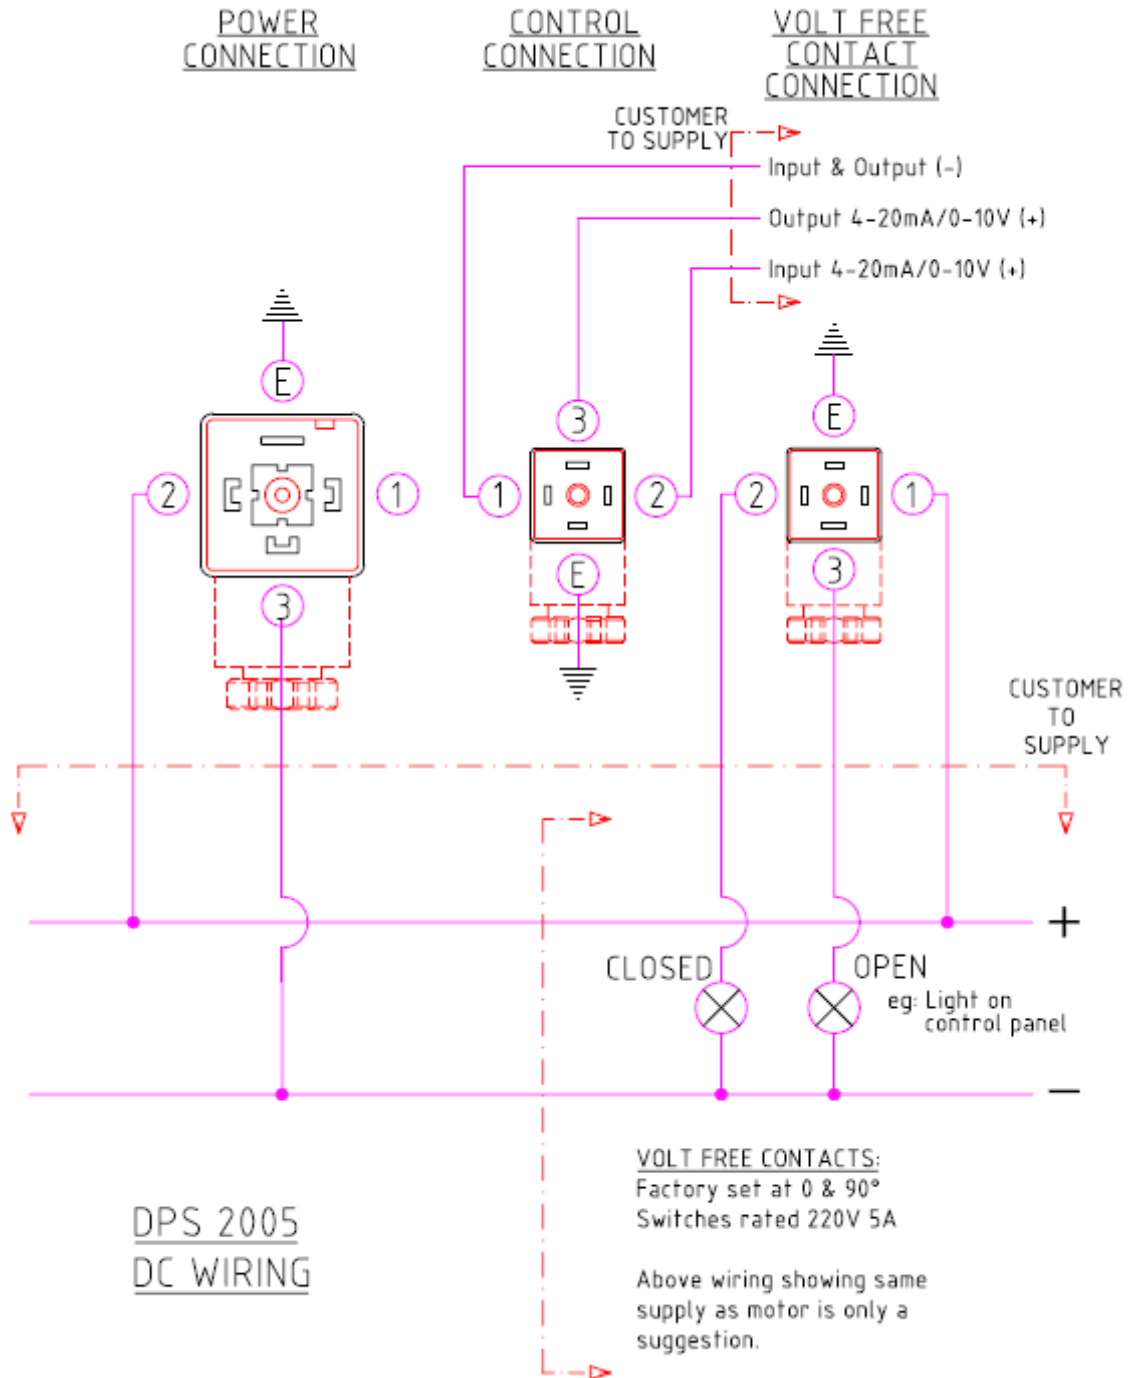 POWER
CONNECTION
CONTROL
CONNECTION
VOLT FREE
CONTACT
CONNECTION
CUSTOMER
TO SUPPLY
Input & Output (-)
Output 4-20mA/0-10V (+)
Input 4-20mA/0-10V (+)
E
2
1
3
3
1
2
E
E
2
1
3
CUSTOMER
TO
SUPPLY
+
CLOSED
OPEN
eg: Light on
control panel
-
VOLT FREE CONTACTS:
Factory set at 0 & 90°
Switches rated 220V 5A
Above wiring showing same
supply as motor is only a
suggestion.
DPS 2005
DC WIRING